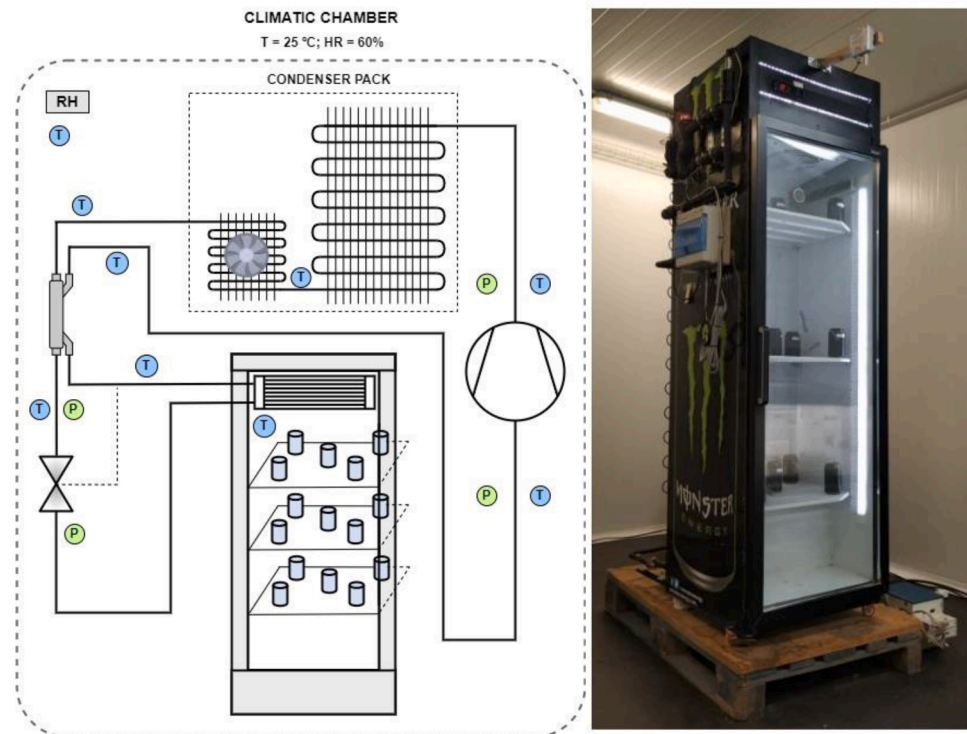 CLIMATIC CHAMBER
T = 25 ºC; HR = 60%
CONDENSER PACK
RH
T
T
T
T
P
T
T
T
P
T
P
T
P
MONSTER
ENERGY